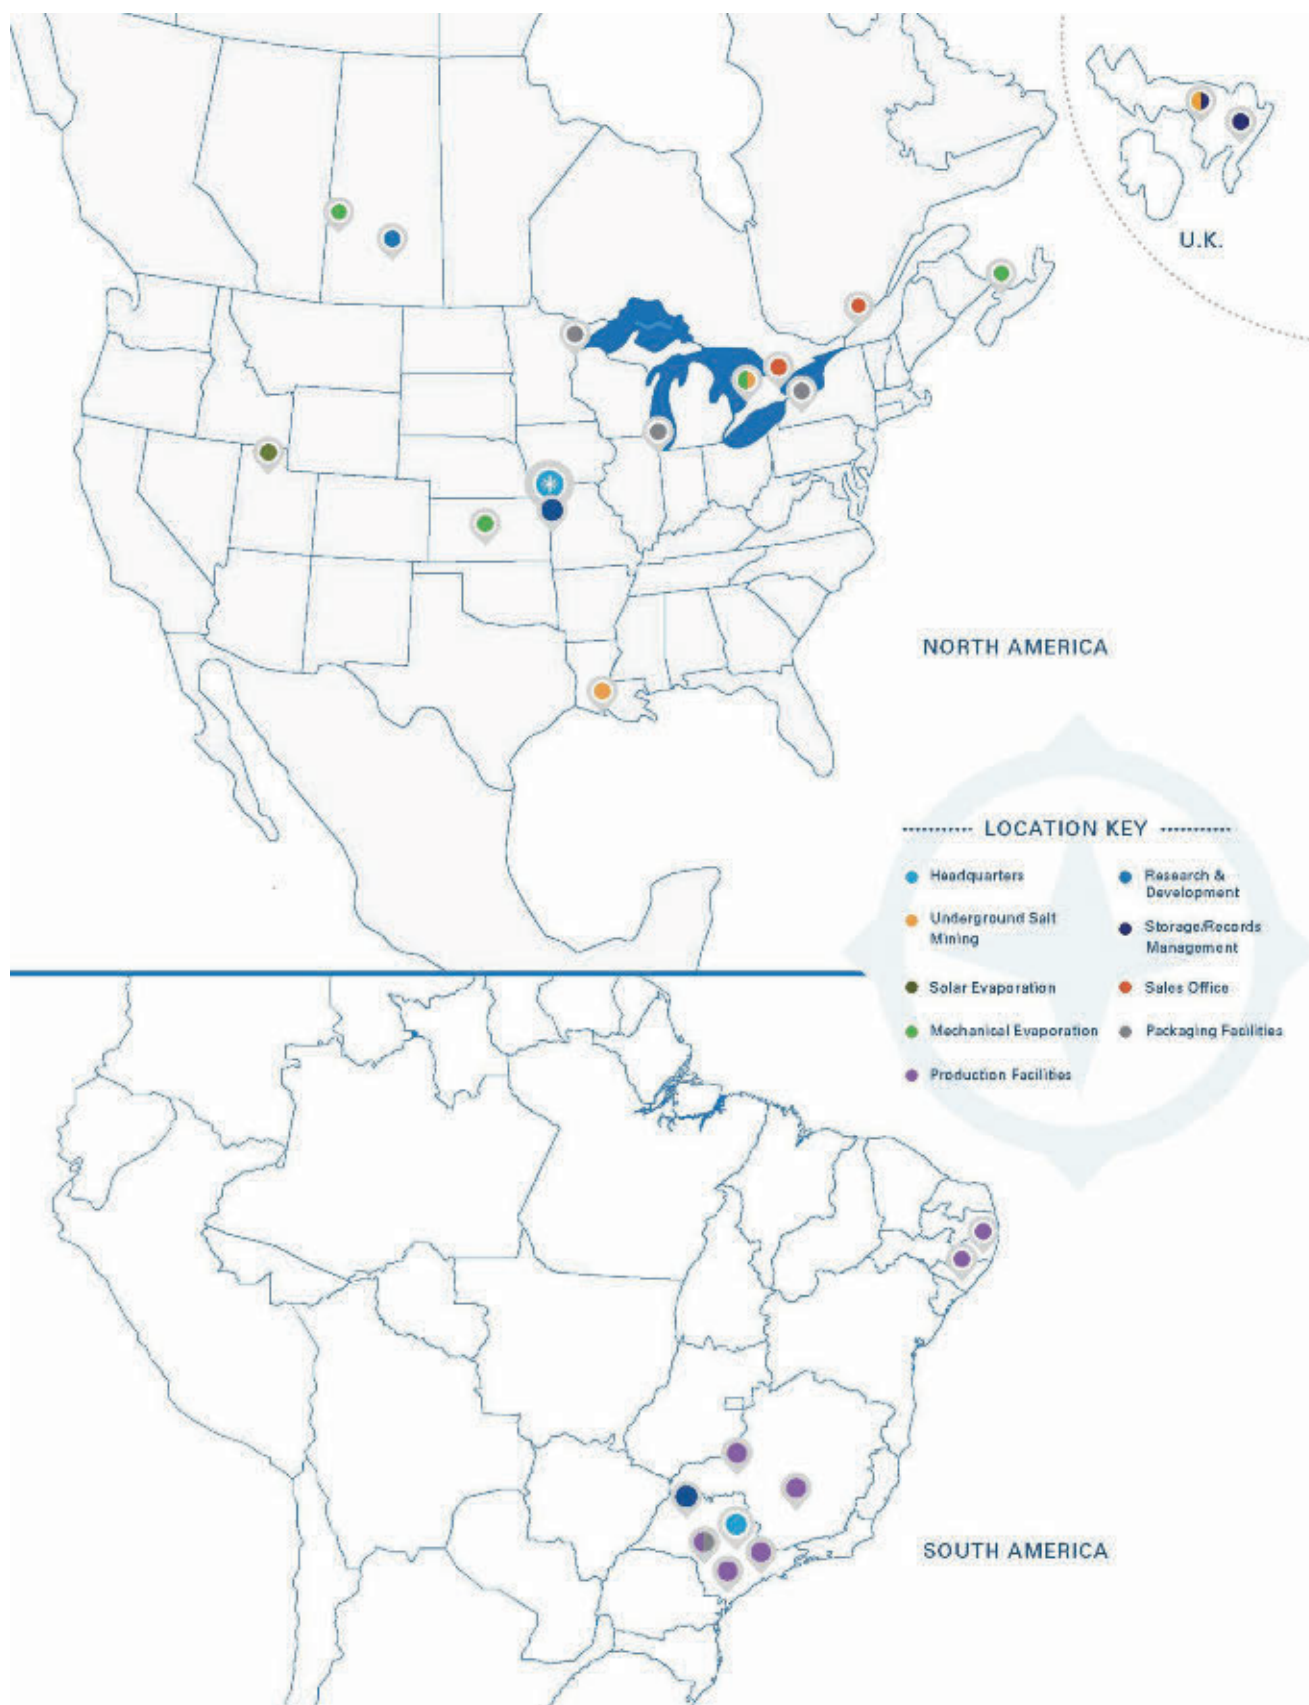 U.K.
NORTH AMERICA
LOCATION KEY
Headquarters
Underground Salt
Mining
Solar Evaporation
Mechanical Evaporation
Production Facilities
Research &
Development
Storage/Records
Management
Sales Office
Packaging Facilities
SOUTH AMERICA